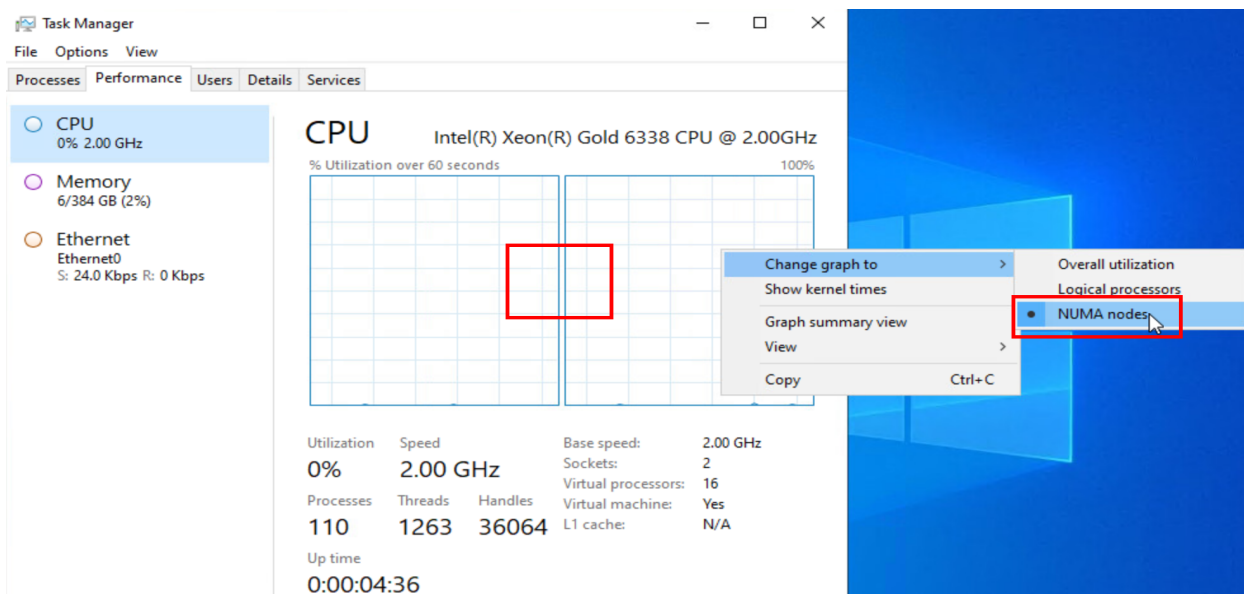 Task Manager
File Options View
Processes Performance Users Details Services
CPU
0% 2.00 GHz
Memory
6/384 GB (2%)
Ethernet
Ethernet0
S: 24.0 Kbps R: 0 Kbps
CPU Intel(R) Xeon(R) Gold 6338 CPU @ 2.00GHz
% Utilization over 60 seconds 100%
Change graph to >
Show kernel times
Graph summary view
View >
Copy Ctrl+C
Overall utilization
Logical processors
NUMA nodes
Utilization Speed
0% 2.00 GHz
Processes Threads Handles
110 1263 36064
Up time
0:00:04:36
Base speed: 2.00 GHz
Sockets: 2
Virtual processors: 16
Virtual machine: Yes
L1 cache: N/A